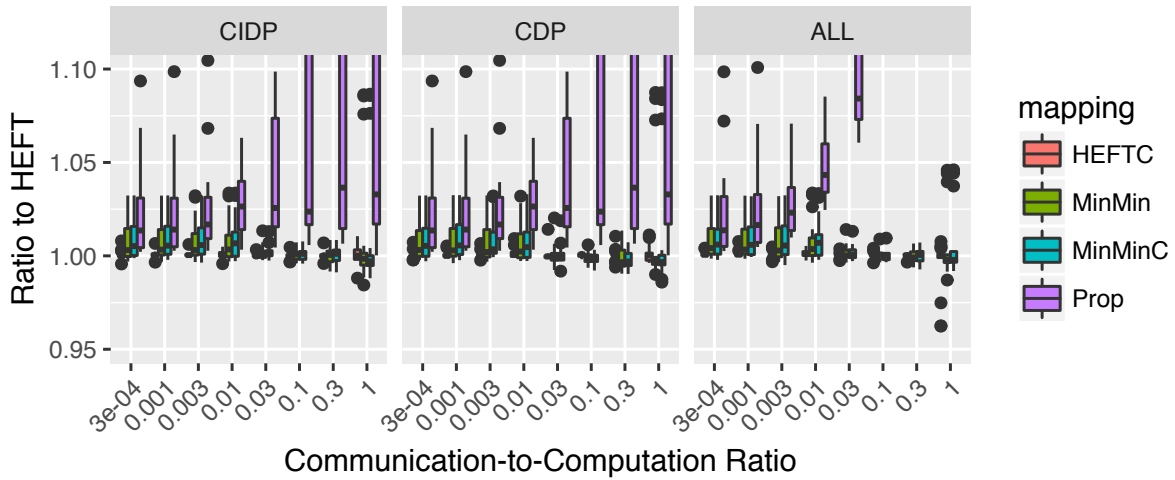 CIDP CDP ALL
1.10
1.05
1.00
0.95
Ratio to HEFT
3e-04 0.001 0.003 0.01 0.03 0.1 0.3 1
3e-04 0.001 0.003 0.01 0.03 0.1 0.3 1
3e-04 0.001 0.003 0.01 0.03 0.1 0.3 1
Communication-to-Computation Ratio
mapping
HEFTC
MinMin
MinMinC
Prop